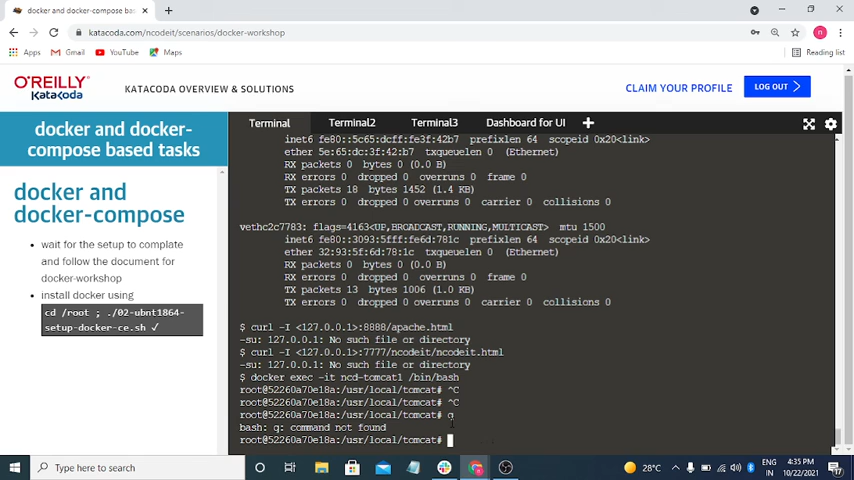 docker and docker-compose based
katacoda.com/ncodeit/scenarios/docker-workshop
n
Apps
Gmail
YouTube
Maps
Reading list
O'REILLY
Katacoda
KATACODA OVERVIEW & SOLUTIONS
CLAIM YOUR PROFILE
LOG OUT
docker and docker-
compose based tasks
docker and
docker-compose
wait for the setup to complete
and follow the document for
docker-workshop
install docker using
cd /root ; ./02-ubnt1864-
setup-docker-ce.sh ✓
Terminal
Terminal2
Terminal3
Dashboard for UI
inet6 fe80::5c65:dcff:fe3f:42b7 prefixlen 64 scopeid 0x20<link>
ether 5e:65:dc:3f:42:b7 txqueuelen 0 (Ethernet)
RX packets 0 bytes 0 (0.0 B)
RX errors 0 dropped 0 overruns 0 frame 0
TX packets 18 bytes 1452 (1.4 KB)
TX errors 0 dropped 0 overruns 0 carrier 0 collisions 0
vethc2c7783: flags=4163<UP,BROADCAST,RUNNING,MULTICAST> mtu 1500
inet6 fe80::3093:5fff:fe6d:781c prefixlen 64 scopeid 0x20<link>
ether 32:93:5f:6d:78:1c txqueuelen 0 (Ethernet)
RX packets 0 bytes 0 (0.0 B)
RX errors 0 dropped 0 overruns 0 frame 0
TX packets 13 bytes 1006 (1.0 KB)
TX errors 0 dropped 0 overruns 0 carrier 0 collisions 0
$ curl -I <127.0.0.1>:8888/apache.html
-su: 127.0.0.1: No such file or directory
$ curl -I <127.0.0.1>:7777/ncodeit/ncodeit.html
-su: 127.0.0.1: No such file or directory
$ docker exec -it ncd-tomcat1 /bin/bash
root@52260a70e18a:/usr/local/tomcat# ^C
root@52260a70e18a:/usr/local/tomcat# ^C
root@52260a70e18a:/usr/local/tomcat# q
bash: q: command not found
root@52260a70e18a:/usr/local/tomcat#
Type here to search
28°C
ENG
IN
4:35 PM
10/22/2021
17